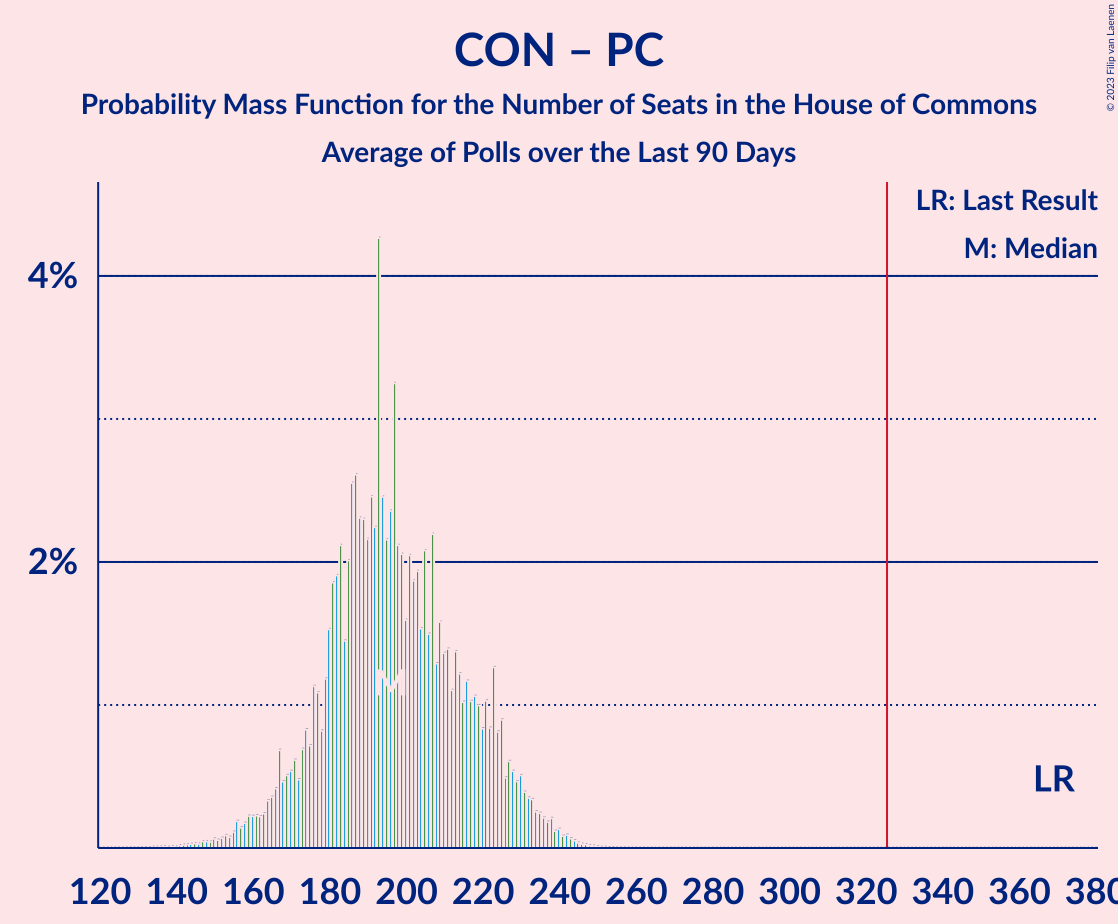 CON – PC
Probability Mass Function for the Number of Seats in the House of Commons
Average of Polls over the Last 90 Days
© 2023 Filip van Laenen
LR: Last Result
M: Median
4%
2%
M
LR
120 140 160 180 200 220 240 260 280 300 320 340 360 380